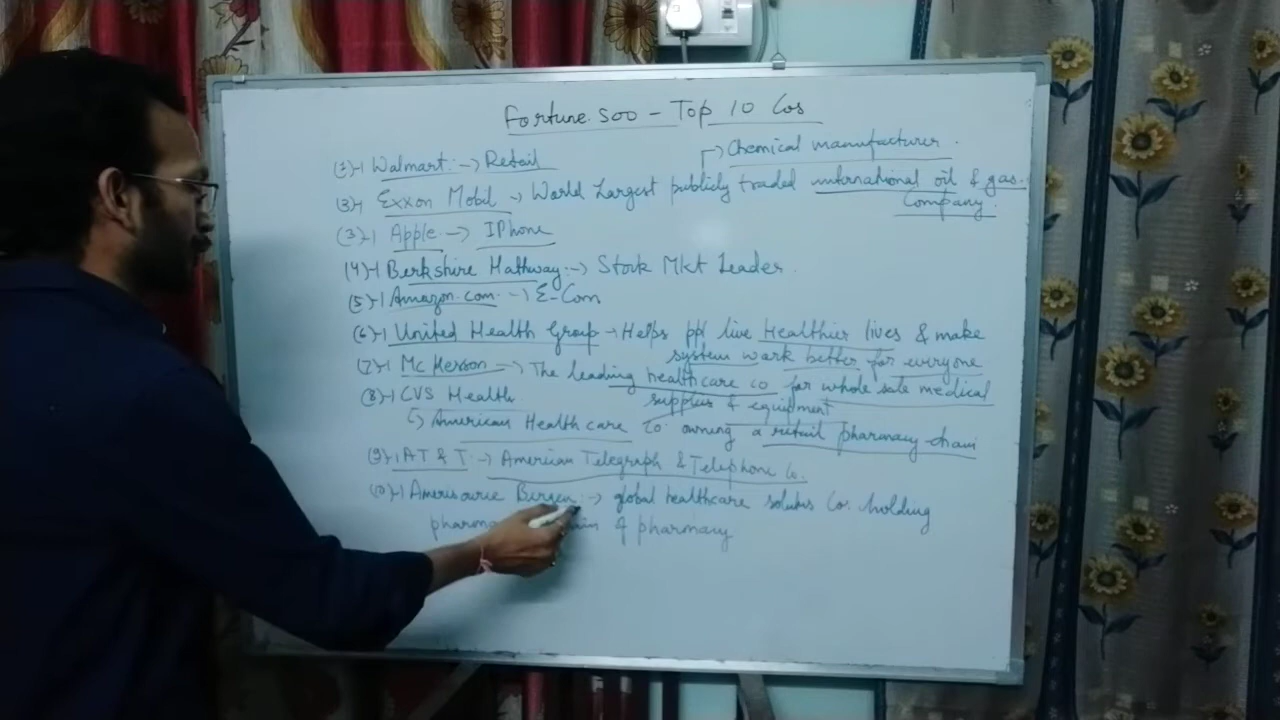 Fortune 500 - Top 10 Cos
→ Chemical manufacturer.
(1)-| Walmart:→ Retail
(3)-| Exxon Mobil → World Largest publicly traded international oil & gas.
Company.
(3)-| Apple → IPhone
(4)-| Berkshire Hathway:→ Stork Mkt Leader.
(5)-| Amazon.com → E-Com
(6)-| United Health Group → Helps ppl live Healthier lives & make
system work better for everyone
(7)-| Mc Kerson → The leading healthcare co for whole sale medical
supplies & equipment
(8)-| CVS Health
↳ American Health care Co owning a retail pharmacy chain
(9)-| AT & T → American Telegraph & Telephone Co.
(10)-| Amerisource Bergen:→ global healthcare Co. holding
of pharmacy